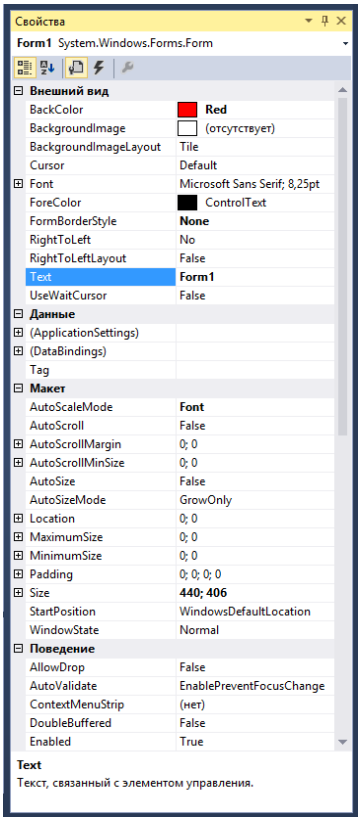 Свойства
Form1 System.Windows.Forms.Form
Внешний вид
BackColor Red
BackgroundImage (отсутствует)
BackgroundImageLayout Tile
Cursor Default
Font Microsoft Sans Serif; 8,25pt
ForeColor ControlText
FormBorderStyle None
RightToLeft No
RightToLeftLayout False
Text Form1
UseWaitCursor False
Данные
(ApplicationSettings)
(DataBindings)
Tag
Макет
AutoScaleMode Font
AutoScroll False
AutoScrollMargin 0; 0
AutoScrollMinSize 0; 0
AutoSize False
AutoSizeMode GrowOnly
Location 0; 0
MaximumSize 0; 0
MinimumSize 0; 0
Padding 0; 0; 0; 0
Size 440; 406
StartPosition WindowsDefaultLocation
WindowState Normal
Поведение
AllowDrop False
AutoValidate EnablePreventFocusChange
ContextMenuStrip (нет)
DoubleBuffered False
Enabled True
Text
Текст, связанный с элементом управления.